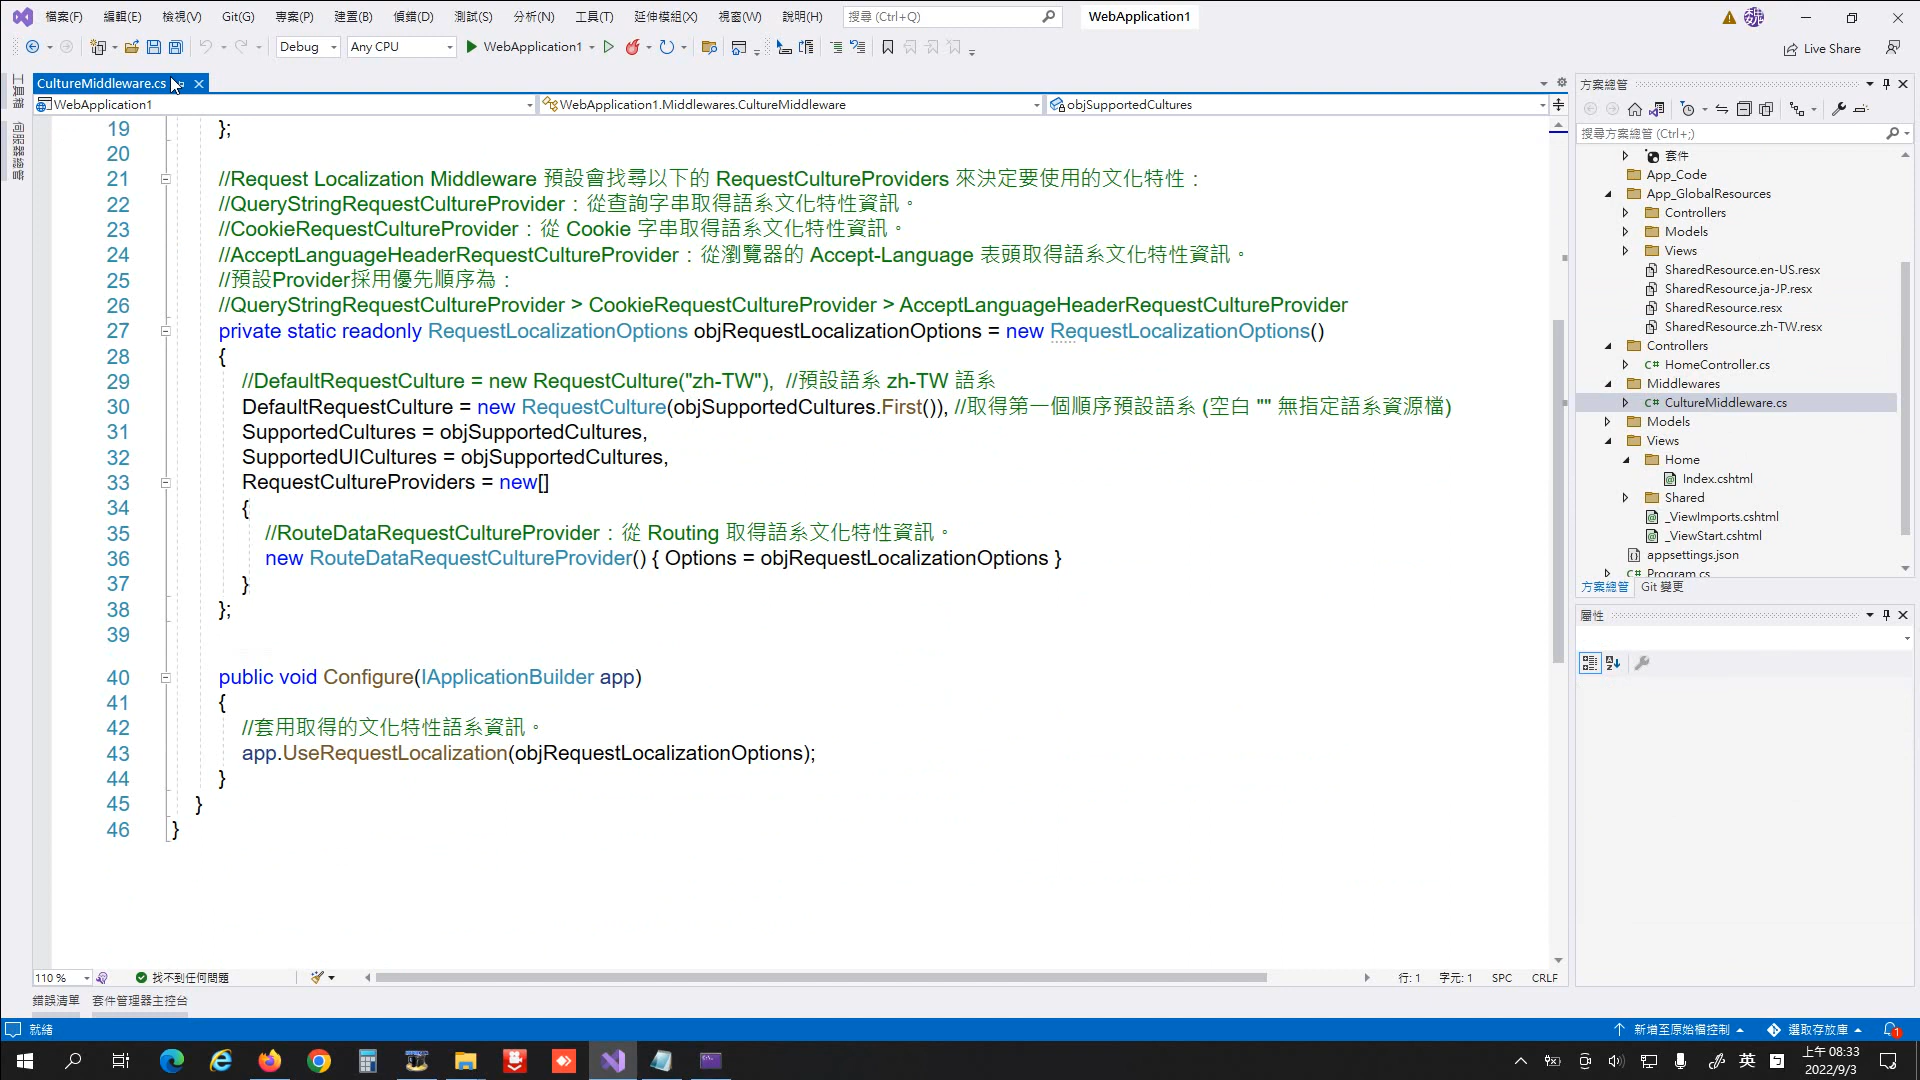 檔案(F) 編輯(E) 檢視(V) Git(G) 專案(P) 建置(B) 偵錯(D) 測試(S) 分析(N) 工具(T) 延伸模組(X) 視窗(W) 說明(H) 搜尋 (Ctrl+Q) WebApplication1
Debug Any CPU WebApplication1 Live Share
工具箱
伺服器總管
CultureMiddleware.cs
WebApplication1 WebApplication1.Middlewares.CultureMiddleware objSupportedCultures
19 };
20
21 //Request Localization Middleware 預設會找尋以下的 RequestCultureProviders 來決定要使用的文化特性：
22 //QueryStringRequestCultureProvider：從查詢字串取得語系文化特性資訊。
23 //CookieRequestCultureProvider：從 Cookie 字串取得語系文化特性資訊。
24 //AcceptLanguageHeaderRequestCultureProvider：從瀏覽器的 Accept-Language 表頭取得語系文化特性資訊。
25 //預設Provider採用優先順序為：
26 //QueryStringRequestCultureProvider > CookieRequestCultureProvider > AcceptLanguageHeaderRequestCultureProvider
27 private static readonly RequestLocalizationOptions objRequestLocalizationOptions = new RequestLocalizationOptions()
28 {
29 //DefaultRequestCulture = new RequestCulture("zh-TW"), //預設語系 zh-TW 語系
30 DefaultRequestCulture = new RequestCulture(objSupportedCultures.First()), //取得第一個順序預設語系 (空白 "" 無指定語系資源檔)
31 SupportedCultures = objSupportedCultures,
32 SupportedUICultures = objSupportedCultures,
33 RequestCultureProviders = new[]
34 {
35 //RouteDataRequestCultureProvider：從 Routing 取得語系文化特性資訊。
36 new RouteDataRequestCultureProvider() { Options = objRequestLocalizationOptions }
37 }
38 };
39
40 public void Configure(IApplicationBuilder app)
41 {
42 //套用取得的文化特性語系資訊。
43 app.UseRequestLocalization(objRequestLocalizationOptions);
44 }
45 }
46 }
110 % 找不到任何問題 行: 1 字元: 1 SPC CRLF
錯誤清單 套件管理器主控台
方案總管
搜尋方案總管 (Ctrl+;)
套件
App_Code
App_GlobalResources
Controllers
Models
Views
SharedResource.en-US.resx
SharedResource.ja-JP.resx
SharedResource.resx
SharedResource.zh-TW.resx
Controllers
C# HomeController.cs
Middlewares
C# CultureMiddleware.cs
Models
Views
Home
Index.cshtml
Shared
_ViewImports.cshtml
_ViewStart.cshtml
appsettings.json
C# Program.cs
方案總管 Git 變更
屬性
就緒 新增至原始檔控制 選取存放庫 1
英 上午 08:33
2022/9/3